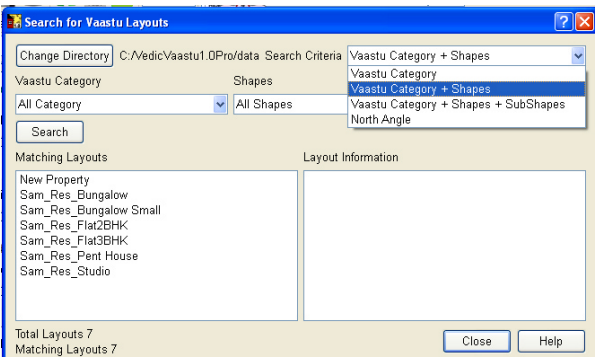 Search for Vaastu Layouts
Change Directory C:/VedicVaastu1.0Pro/data Search Criteria Vaastu Category + Shapes
Vaastu Category
Vaastu Category + Shapes
Vaastu Category + Shapes + SubShapes
North Angle
Vaastu Category Shapes
All Category All Shapes
Search
Matching Layouts Layout Information
New Property
Sam_Res_Bungalow
Sam_Res_Bungalow Small
Sam_Res_Flat2BHK
Sam_Res_Flat3BHK
Sam_Res_Pent House
Sam_Res_Studio
Total Layouts 7
Matching Layouts 7
Close Help